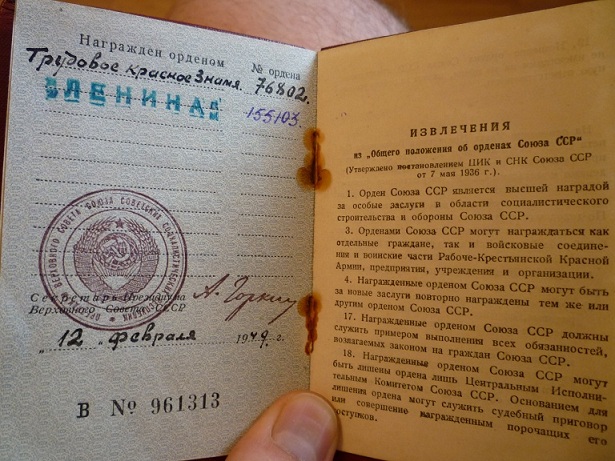 Награжден орденом
№ ордена
Трудовое Красное Знамя. 76802.
ЛЕНИНА
155103.
Секретарь Президиума
Верховного Совета СССР
А. Горкин
„12" февраля 1949. г.
В № 961313
ИЗВЛЕЧЕНИЯ
из „Общего положения об орденах Союза ССР"
(Утверждено постановлением ЦИК и СНК Союза ССР
от 7 мая 1936 г.).
1. Орден Союза ССР является высшей наградой
за особые заслуги в области социалистического
строительства и обороны Союза ССР.
3. Орденами Союза ССР могут награждаться как
отдельные граждане, так и войсковые соедине-
ния и воинские части Рабоче-Крестьянской Красной
Армии, предприятия, учреждения и организации.
4. Награжденные орденом Союза ССР могут быть
за новые заслуги повторно награждены тем же или
другим орденом Союза ССР.
17. Награжденные орденом Союза ССР должны
служить примером выполнения всех обязанностей,
возлагаемых законом на граждан Союза ССР.
18. Награжденные орденом Союза ССР могут
быть лишены ордена лишь Центральным Исполни-
тельным Комитетом Союза ССР. Основанием для
лишения ордена могут служить судебный приговор
или совершение награжденным порочащих его
поступков.